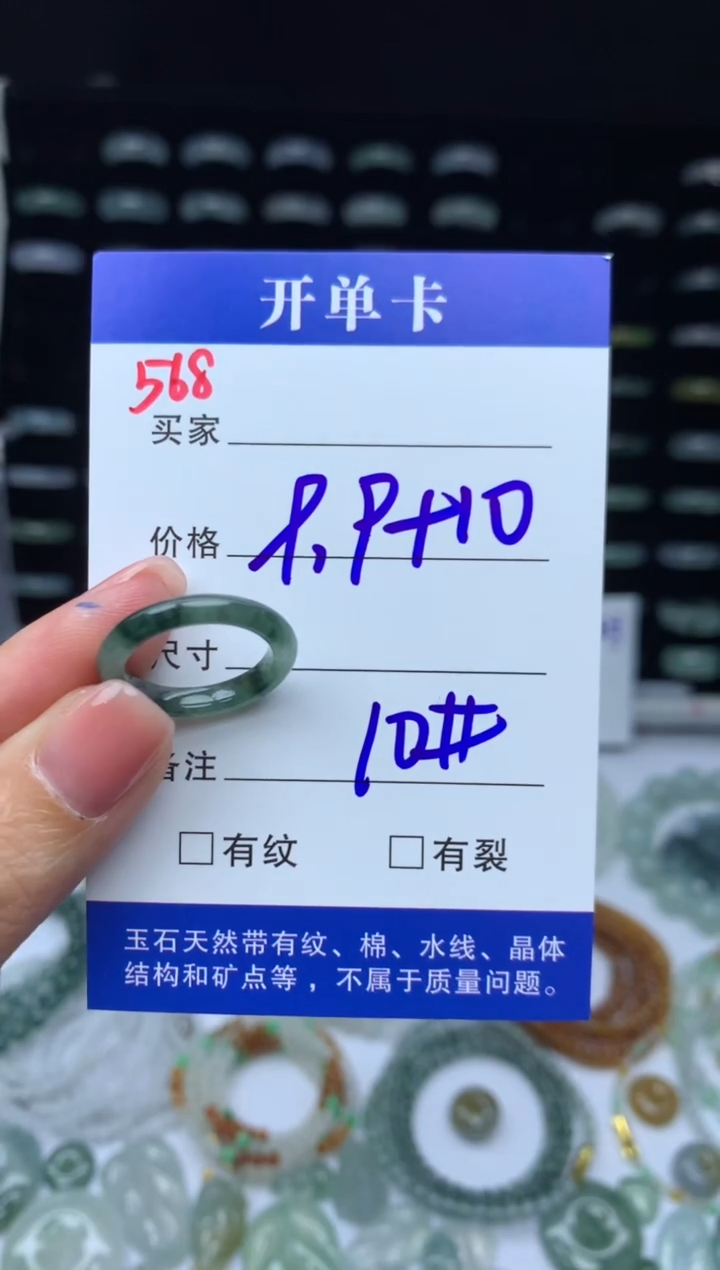 开单卡
568
买家
价格 P.P+10
尺寸
备注 10#
有纹 有裂
玉石天然带有纹、棉、水线、晶体
结构和矿点等，不属于质量问题。